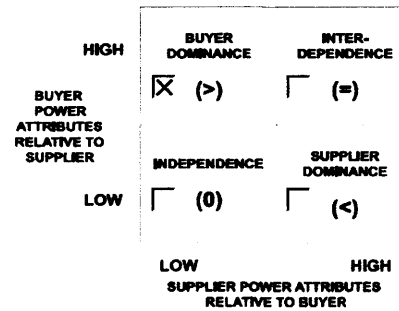 HIGH
BUYER
DOMINANCE
(>)
INTER-
DEPENDENCE
(=)
BUYER
POWER
ATTRIBUTES
RELATIVE TO
SUPPLIER
INDEPENDENCE
(0)
SUPPLIER
DOMINANCE
(<)
LOW
LOW
HIGH
SUPPLIER POWER ATTRIBUTES
RELATIVE TO BUYER